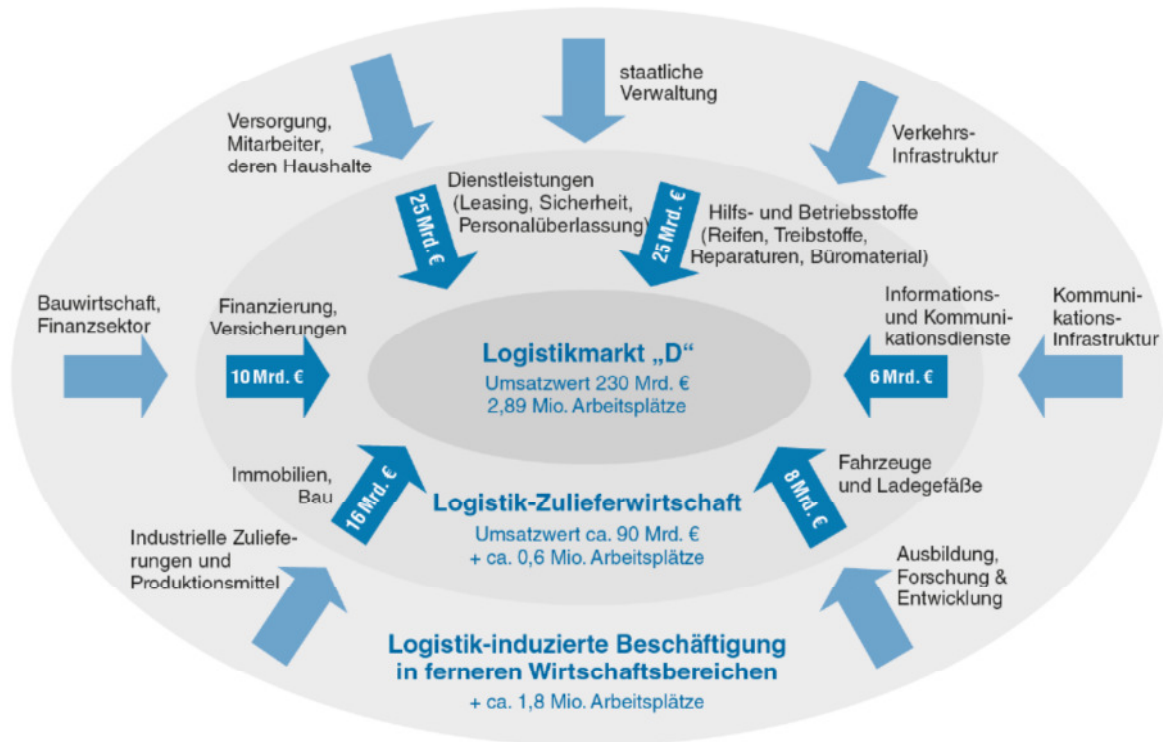 staatliche
Verwaltung
Versorgung,
Mitarbeiter,
deren Haushalte
Verkehrs-
Infrastruktur
Dienstleistungen
(Leasing, Sicherheit,
Personalüberlassung)
25 Mrd. €
25 Mrd. €
Hilfs- und Betriebsstoffe
(Reifen, Treibstoffe,
Reparaturen, Büromaterial)
Bauwirtschaft,
Finanzsektor
Finanzierung,
Versicherungen
10 Mrd. €
Logistikmarkt „D“
Umsatzwert 230 Mrd. €
2,89 Mio. Arbeitsplätze
Informations-
und Kommuni-
kationsdienste
6 Mrd. €
Kommuni-
kations-
Infrastruktur
Immobilien,
Bau
16 Mrd. €
Fahrzeuge
und Ladegefäße
8 Mrd. €
Logistik-Zulieferwirtschaft
Umsatzwert ca. 90 Mrd. €
+ ca. 0,6 Mio. Arbeitsplätze
Industrielle Zuliefe-
rungen und
Produktionsmittel
Ausbildung,
Forschung &
Entwicklung
Logistik-induzierte Beschäftigung
in ferneren Wirtschaftsbereichen
+ ca. 1,8 Mio. Arbeitsplätze